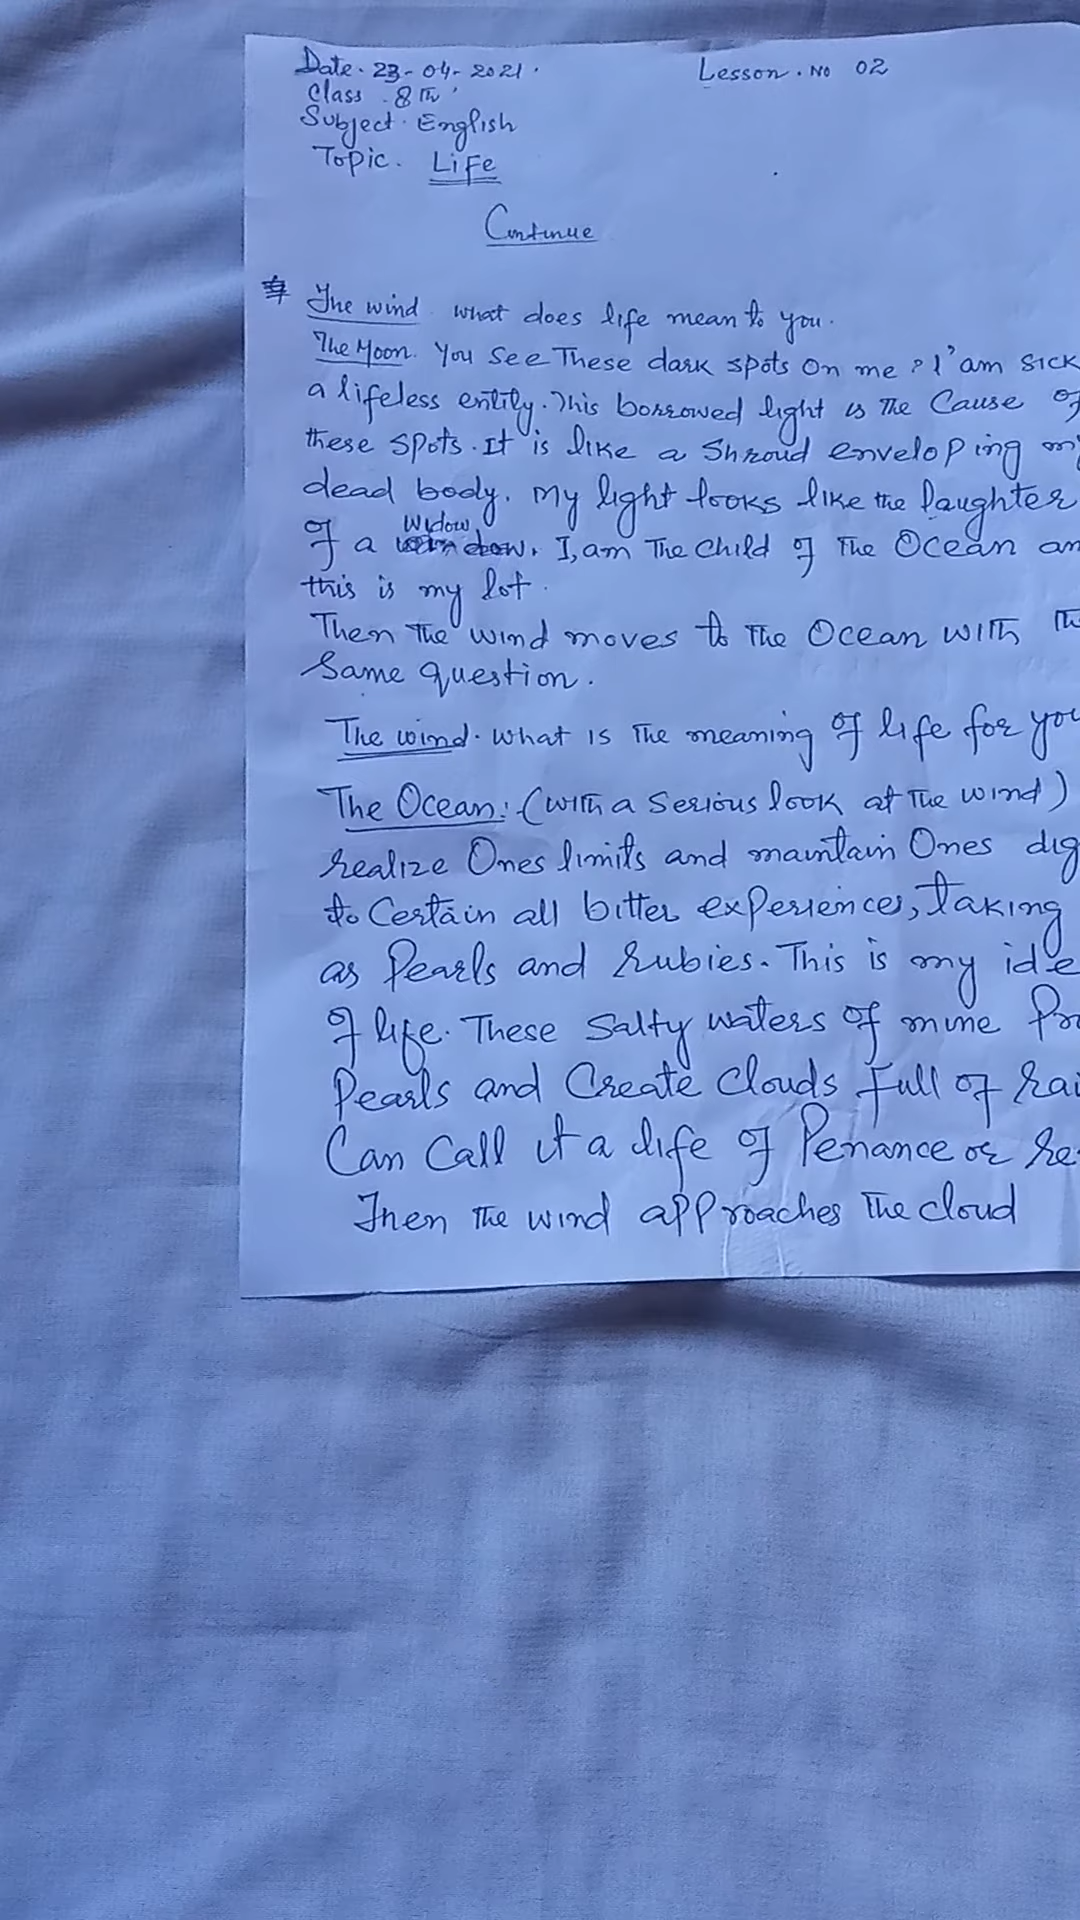 Date. 23-04-2021.
Lesson. No 02
Class. 8Th
Subject. English
Topic. Life
Continue
The wind. what does life mean to you.
The Moon. You See These dark spots on me ? I'am sick
a lifeless entity. This borrowed light is The Cause of
these spots. It is like a Shroud enveloping
dead body. My light looks like the laughter
Widow
of a I, am The Child of The Ocean
this is my lot.
Then The wind moves to The Ocean with
Same question.
The wind. what is The meaning of life for
The Ocean: (with a Serious look at The wind)
realize Ones limits and maintain Ones
to Certain all bitter experiences, taking
as Pearls and rubies. This is my
of life. These Salty waters of mine
Pearls and Create Clouds full of
Can Call it a life of Penance or
Then The wind approaches The cloud